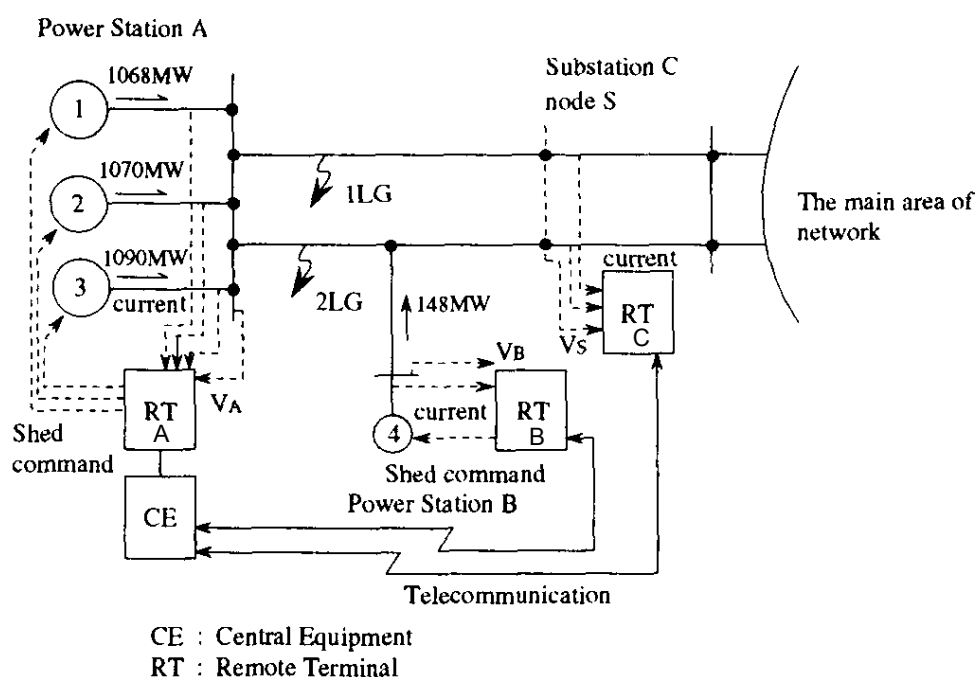 Power Station A
1068MW
1
Substation C
node S
1070MW
2
1LG
The main area of
network
1090MW
3
current
2LG
148MW
current
RT
C
VS
VB
VA
RT
A
current
RT
B
4
Shed
command
Shed command
Power Station B
CE
Telecommunication
CE : Central Equipment
RT : Remote Terminal